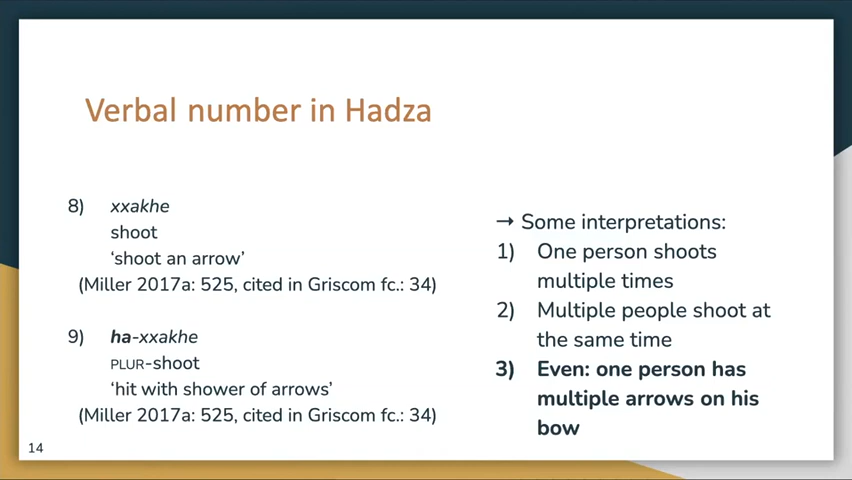 Verbal number in Hadza
8) xxakhe
shoot
‘shoot an arrow’
(Miller 2017a: 525, cited in Griscom fc.: 34)
9) ha-xxakhe
PLUR-shoot
‘hit with shower of arrows’
(Miller 2017a: 525, cited in Griscom fc.: 34)
→ Some interpretations:
1) One person shoots
multiple times
2) Multiple people shoot at
the same time
3) Even: one person has
multiple arrows on his
bow
14